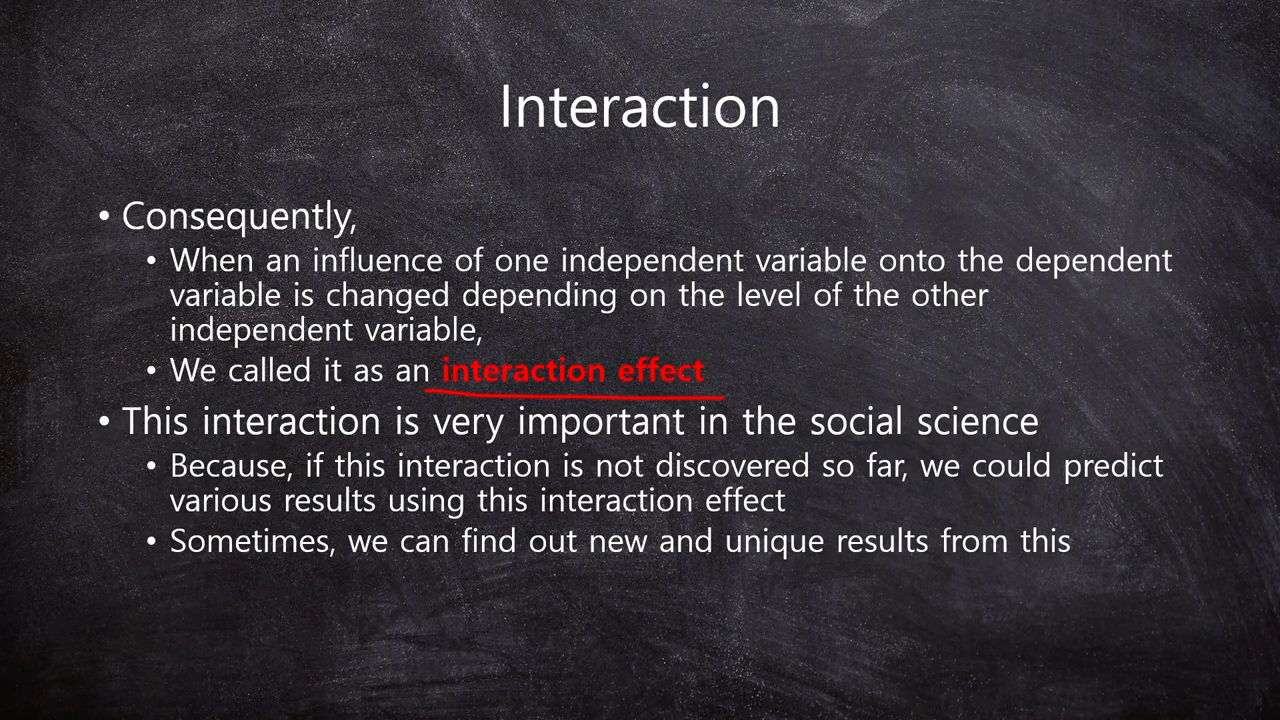 Interaction
• Consequently,
• When an influence of one independent variable onto the dependent
variable is changed depending on the level of the other
independent variable,
• We called it as an interaction effect
• This interaction is very important in the social science
• Because, if this interaction is not discovered so far, we could predict
various results using this interaction effect
• Sometimes, we can find out new and unique results from this